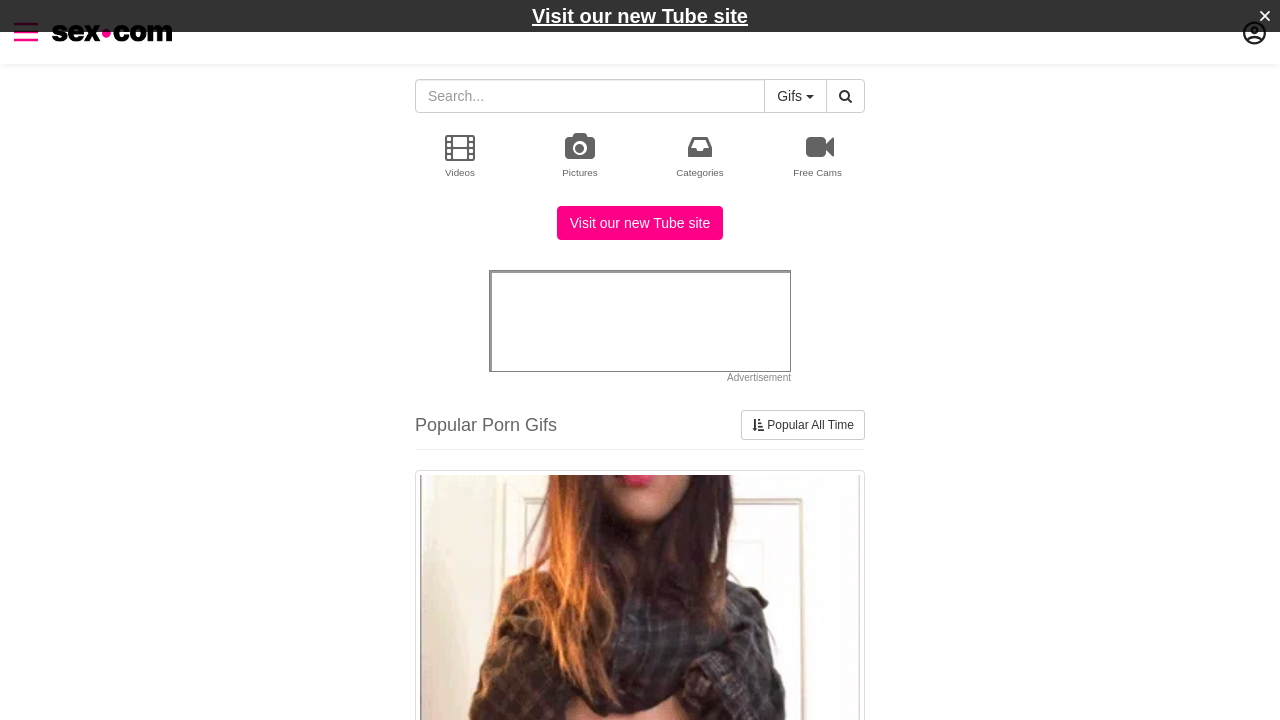 Visit our new Tube site
sex com
Search...
Gifs
Videos
Pictures
Categories
Free Cams
Visit our new Tube site
Advertisement
Popular Porn Gifs
Popular All Time